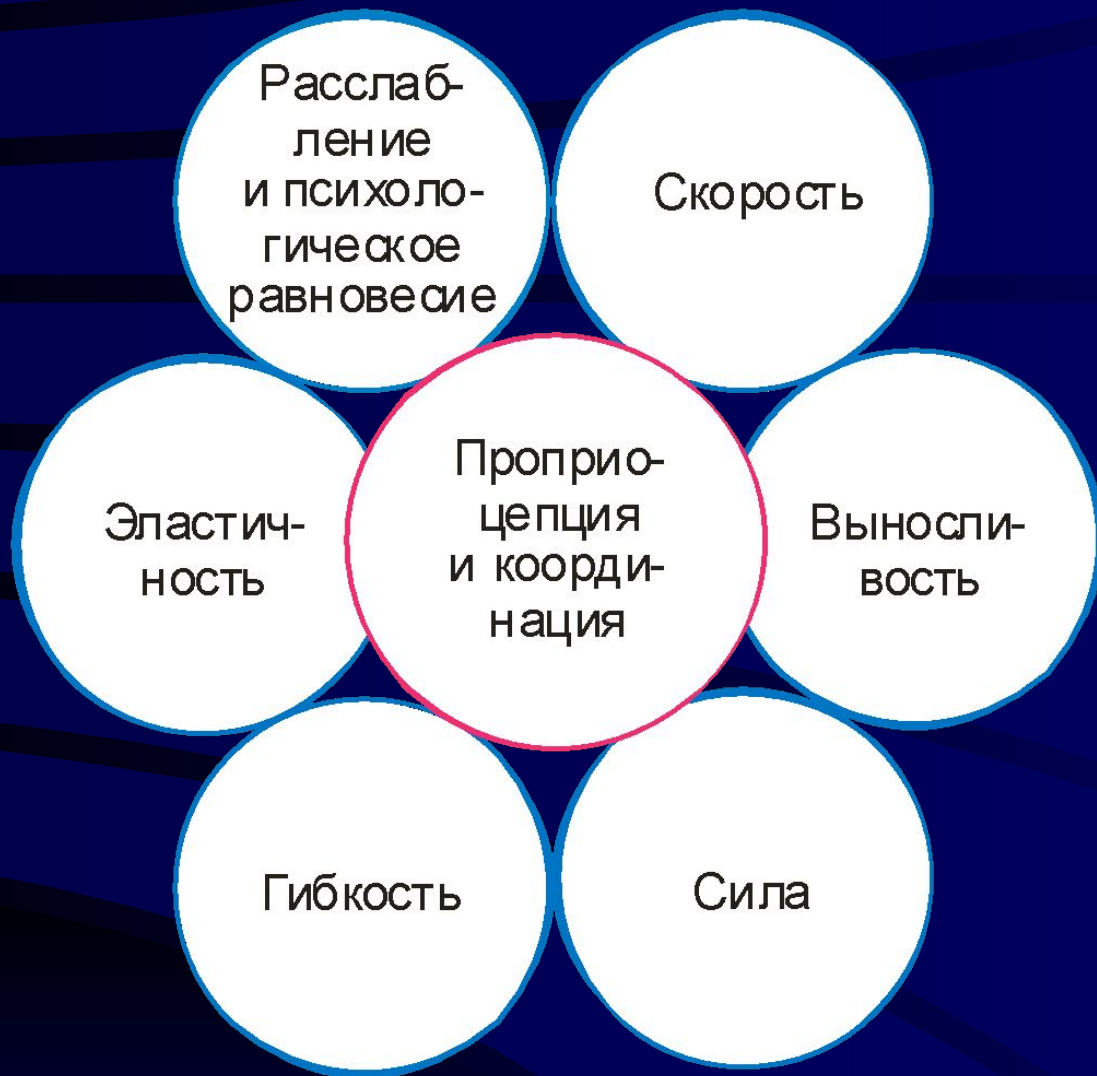 Расслаб-
ление
и психоло-
гическое
равновесие
Скорость
Эластич-
ность
Проприо-
цепция
и коорди-
нация
Выносли-
вость
Гибкость
Сила